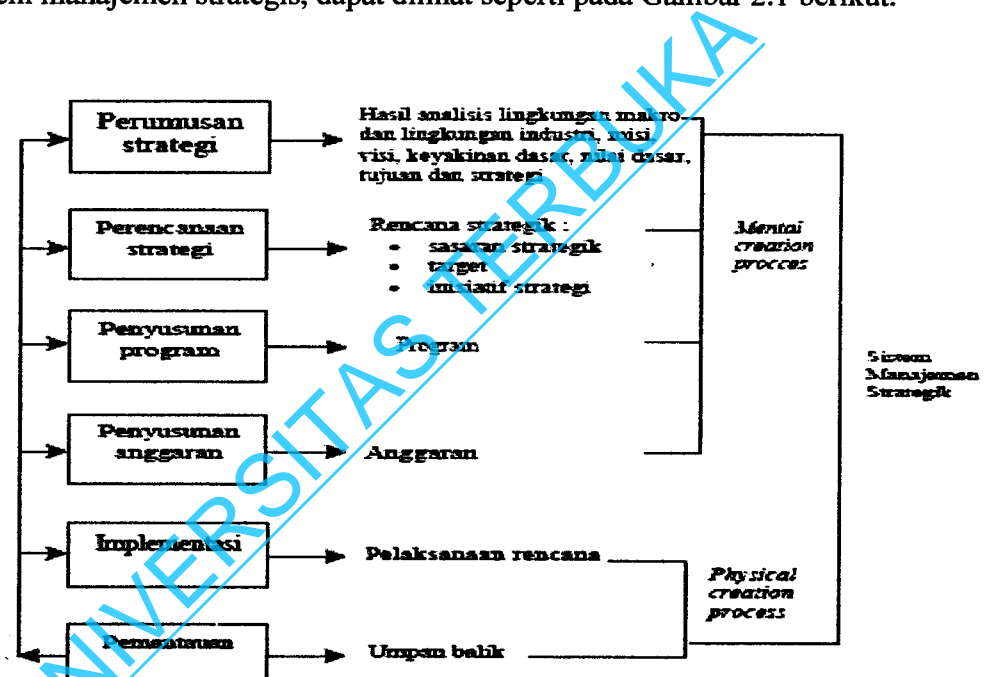 manajemen strategis, dapat dilihat seperti pada Gambar 2.1 berikut.
Perumusan
strategi
Hasil analisis lingkungan makro
dan lingkungan industri, misi,
visi, keyakinan dasar, nilai dasar,
tujuan dan strategi
Perencanaan
strategi
Rencana strategik :
• sasaran strategik
• target
• inisiatif strategi
Mental
creation
procces
Penyusunan
program
Program
Sistem
Manajemen
Strategik
Penyusunan
anggaran
Anggaran
Implementasi
Pelaksanaan rencana
Physical
creation
process
Pemantauan
Umpan balik
UNIVERSITAS TERBUKA